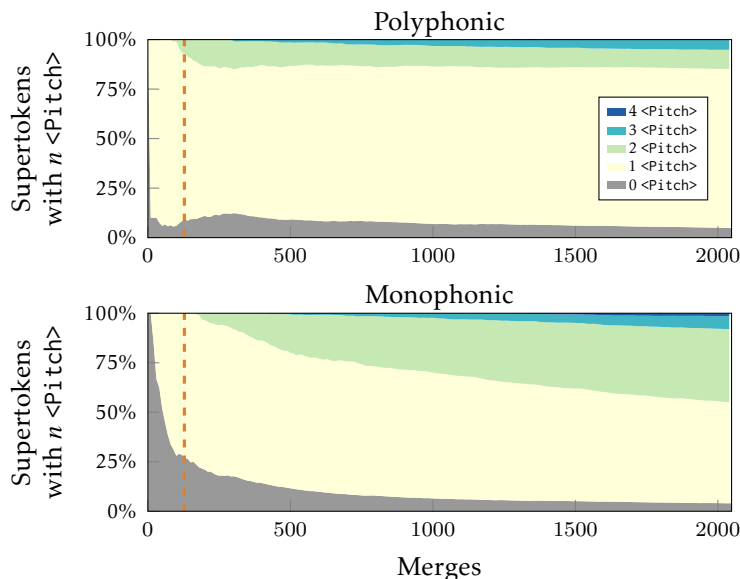 Polyphonic
Supertokens
with n <Pitch>
100%
75%
50%
25%
0%
4 <Pitch>
3 <Pitch>
2 <Pitch>
1 <Pitch>
0 <Pitch>
0 500 1000 1500 2000
Monophonic
Supertokens
with n <Pitch>
100%
75%
50%
25%
0%
0 500 1000 1500 2000
Merges